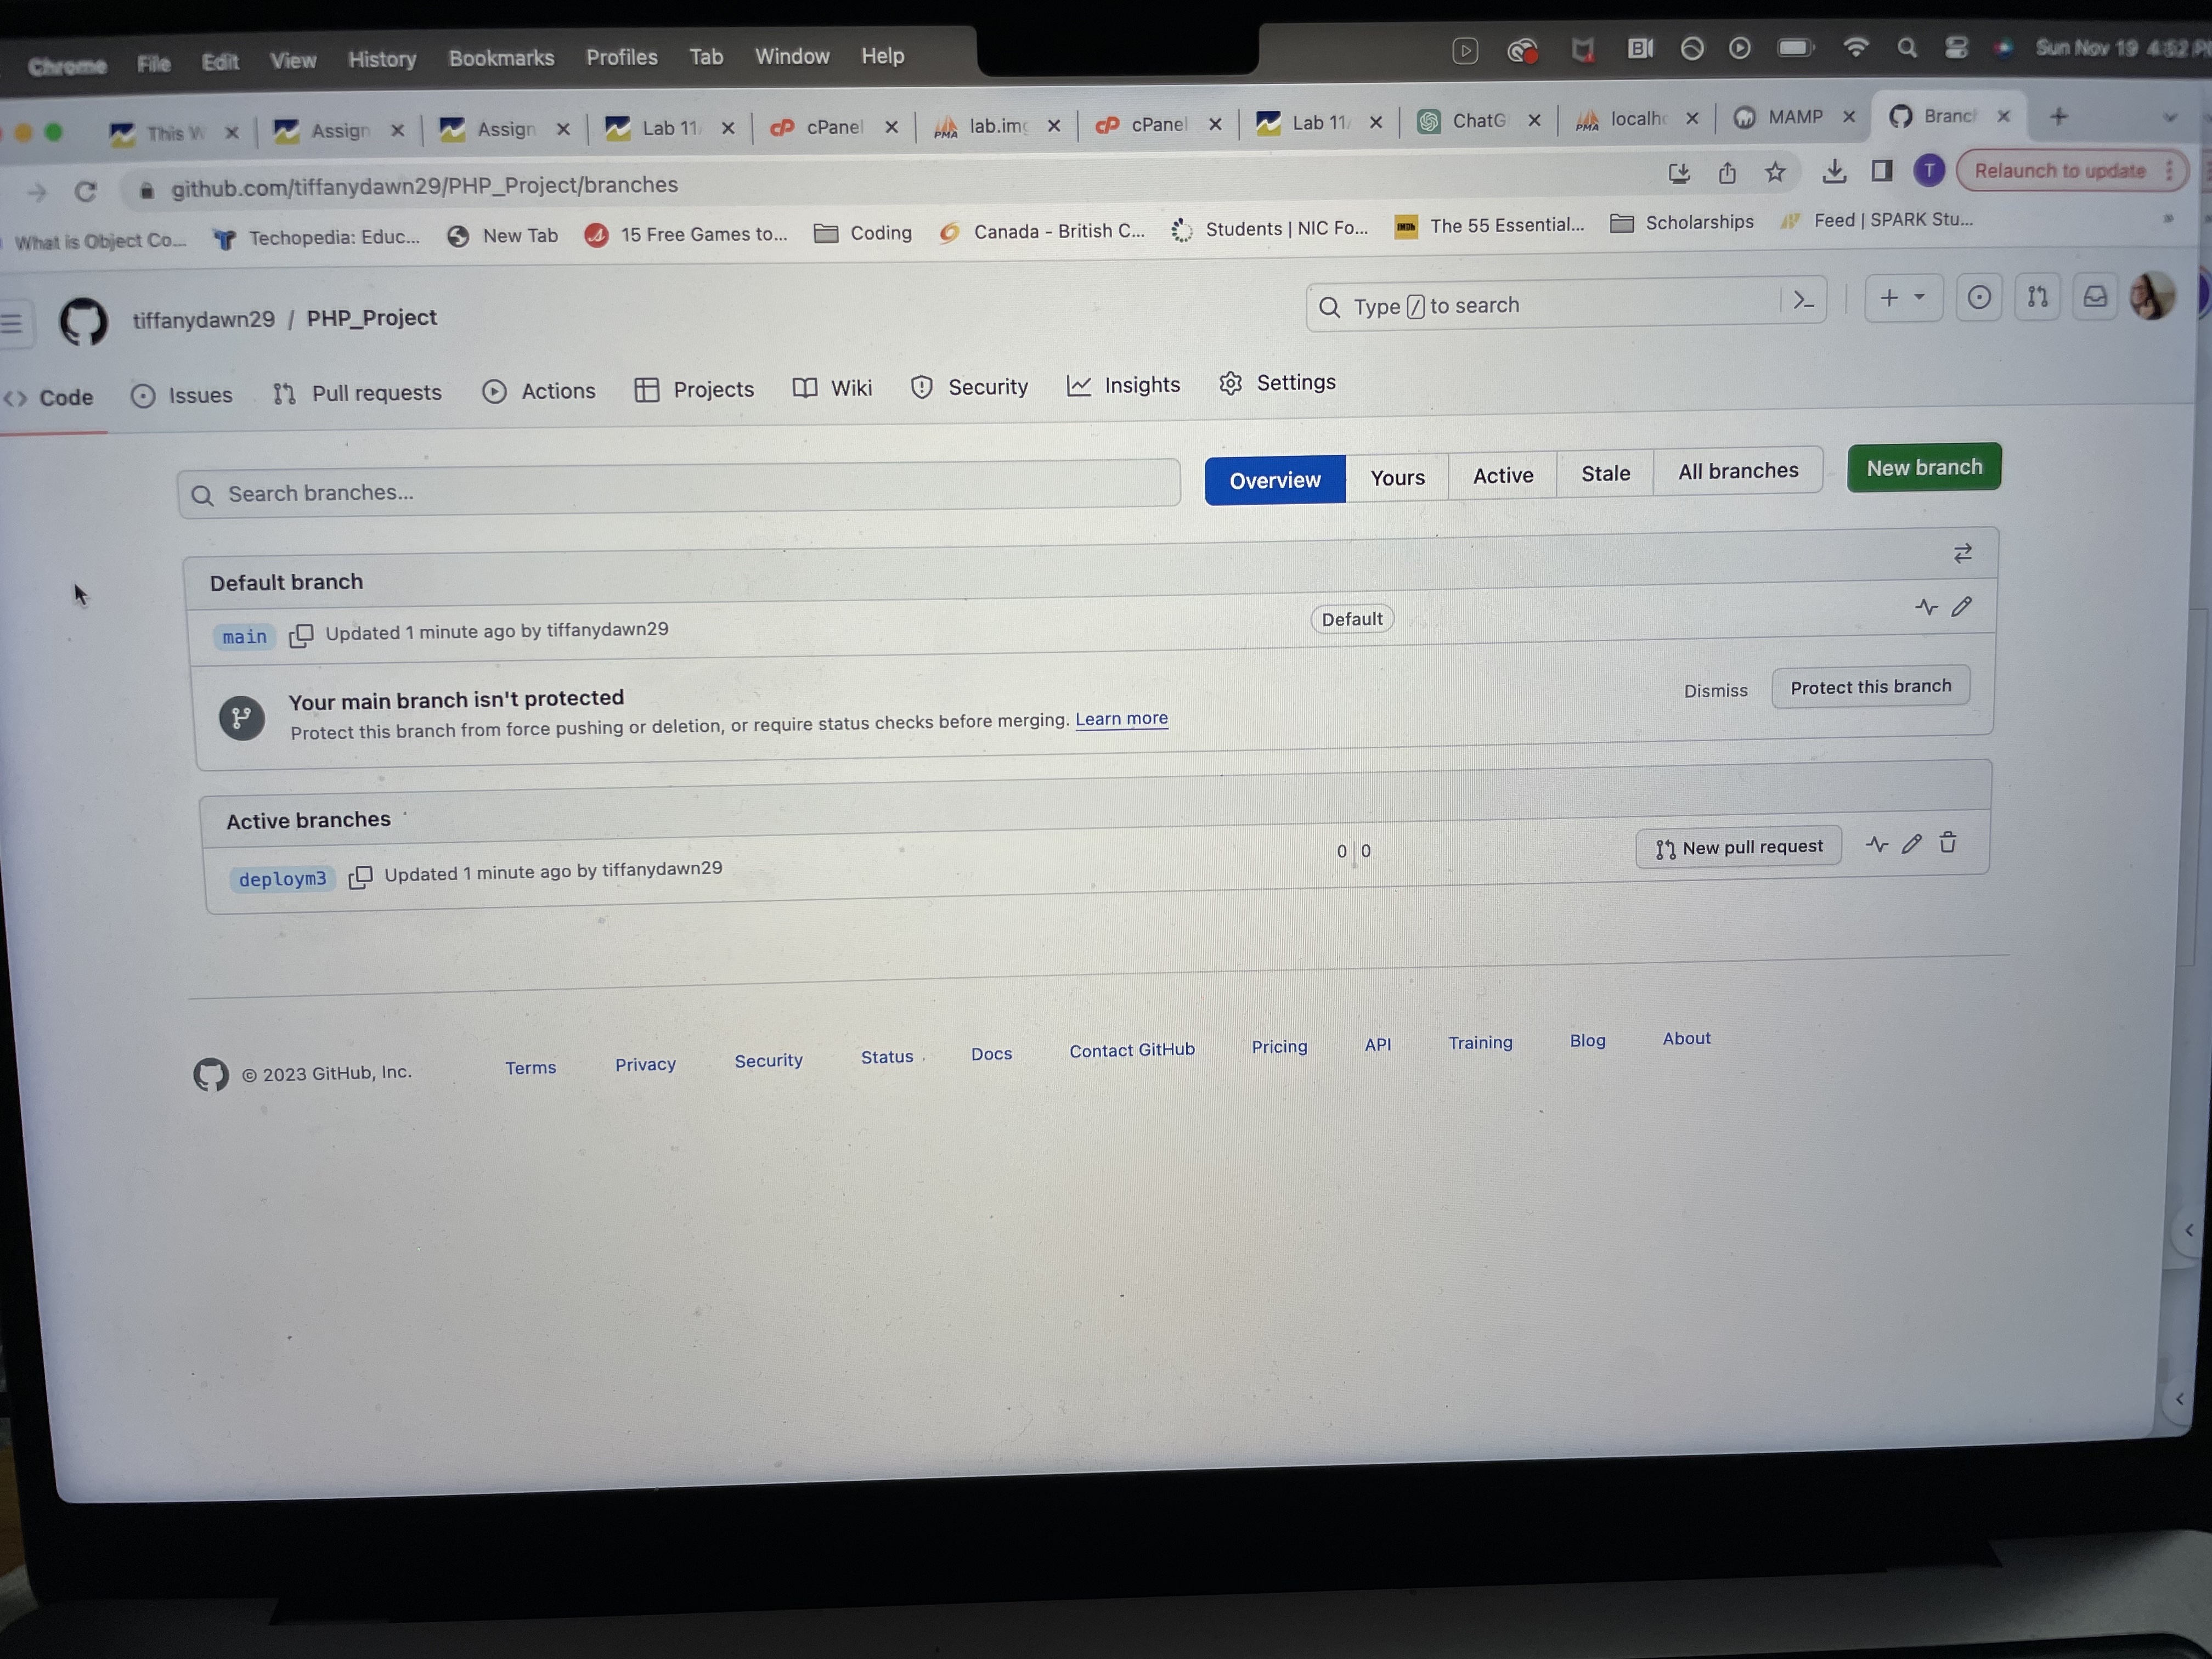 Chrome File Edit View History Bookmarks Profiles Tab Window Help Sun Nov 19 4:52
This W Assign Assign Lab 11/ cPanel PMA lab.img cPanel Lab 11/ ChatG PMA localho MAMP Branch
github.com/tiffanydawn29/PHP_Project/branches T Relaunch to update
What is Object Co... Techopedia: Educ... New Tab 15 Free Games to... Coding Canada - British C... Students | NIC Fo... IMDb The 55 Essential... Scholarships Feed | SPARK Stu...
tiffanydawn29 / PHP_Project Type / to search
Code Issues Pull requests Actions Projects Wiki Security Insights Settings
Search branches... Overview Yours Active Stale All branches New branch
Default branch
main Updated 1 minute ago by tiffanydawn29 Default
Your main branch isn't protected Dismiss Protect this branch
Protect this branch from force pushing or deletion, or require status checks before merging. Learn more
Active branches
deploym3 Updated 1 minute ago by tiffanydawn29 0 | 0 New pull request
© 2023 GitHub, Inc. Terms Privacy Security Status Docs Contact GitHub Pricing API Training Blog About